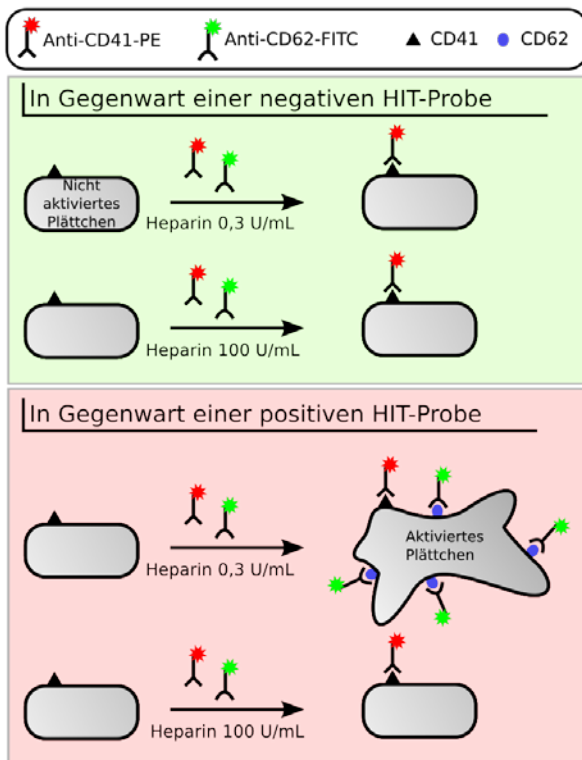 Anti-CD41-PE Anti-CD62-FITC CD41 CD62
In Gegenwart einer negativen HIT-Probe
Nicht
aktiviertes
Plättchen
Heparin 0,3 U/mL
Heparin 100 U/mL
In Gegenwart einer positiven HIT-Probe
Heparin 0,3 U/mL
Aktiviertes
Plättchen
Heparin 100 U/mL